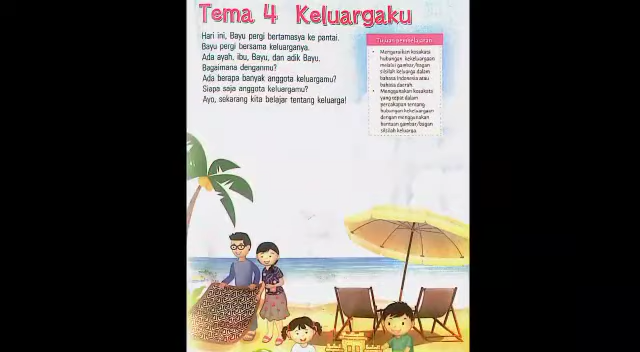 Tema 4 Keluargaku
Hari ini, Bayu pergi bertamasya ke pantai.
Bayu pergi bersama keluarganya.
Ada ayah, ibu, Bayu, dan adik Bayu.
Bagaimana denganmu?
Ada berapa banyak anggota keluargamu?
Siapa saja anggota keluargamu?
Ayo, sekarang kita belajar tentang keluarga!
Tujuan Pembelajaran
• Mengenalkan kosakata
hubungan kekeluargaan
melalui gambar/bagan
silsilah keluarga dalam
bahasa Indonesia atau
bahasa daerah.
• Menggunakan kosakata
yang tepat dalam
percakapan tentang
hubungan kekeluargaan
dengan menggunakan
bantuan gambar/bagan
silsilah keluarga.